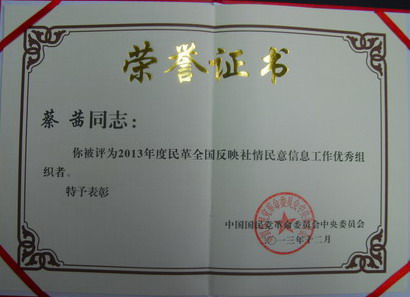 荣誉证书
蔡茜同志：
你被评为2013年度民革全国反映社情民意信息工作优秀组
织者。
特予表彰
中国国民党革命委员会中央委员会
二〇一三年十二月